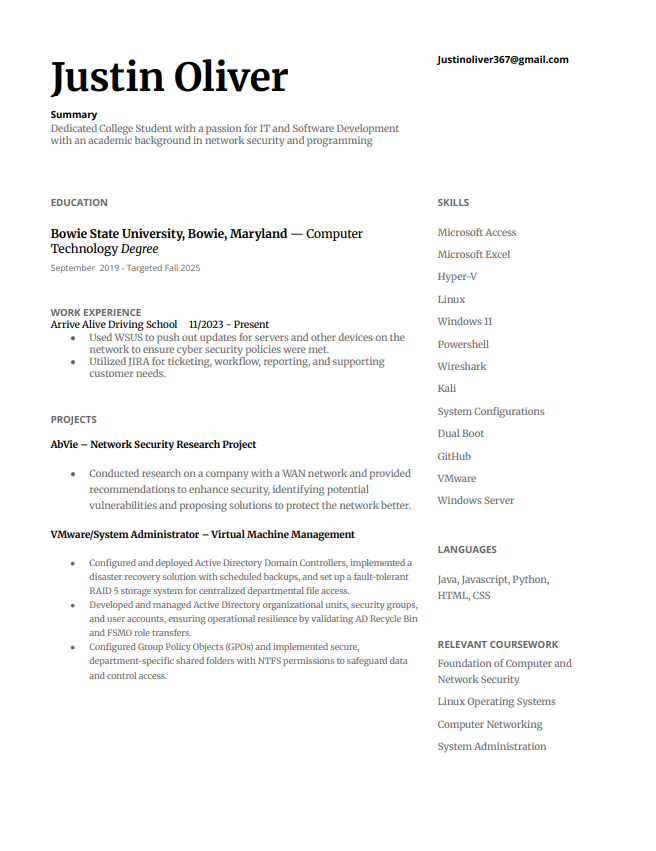 Justin Oliver
Justinoliver367@gmail.com
Summary
Dedicated College Student with a passion for IT and Software Development
with an academic background in network security and programming
EDUCATION
Bowie State University, Bowie, Maryland — Computer
Technology Degree
September 2019 - Targeted Fall 2025
WORK EXPERIENCE
Arrive Alive Driving School 11/2023 - Present
● Used WSUS to push out updates for servers and other devices on the
network to ensure cyber security policies were met.
● Utilized JIRA for ticketing, workflow, reporting, and supporting
customer needs.
PROJECTS
AbVie – Network Security Research Project
● Conducted research on a company with a WAN network and provided
recommendations to enhance security, identifying potential
vulnerabilities and proposing solutions to protect the network better.
VMware/System Administrator – Virtual Machine Management
● Configured and deployed Active Directory Domain Controllers, implemented a
disaster recovery solution with scheduled backups, and set up a fault-tolerant
RAID 5 storage system for centralized departmental file access.
● Developed and managed Active Directory organizational units, security groups,
and user accounts, ensuring operational resilience by validating AD Recycle Bin
and FSMO role transfers.
● Configured Group Policy Objects (GPOs) and implemented secure,
department-specific shared folders with NTFS permissions to safeguard data
and control access.
SKILLS
Microsoft Access
Microsoft Excel
Hyper-V
Linux
Windows 11
Powershell
Wireshark
Kali
System Configurations
Dual Boot
GitHub
VMware
Windows Server
LANGUAGES
Java, Javascript, Python,
HTML, CSS
RELEVANT COURSEWORK
Foundation of Computer and
Network Security
Linux Operating Systems
Computer Networking
System Administration